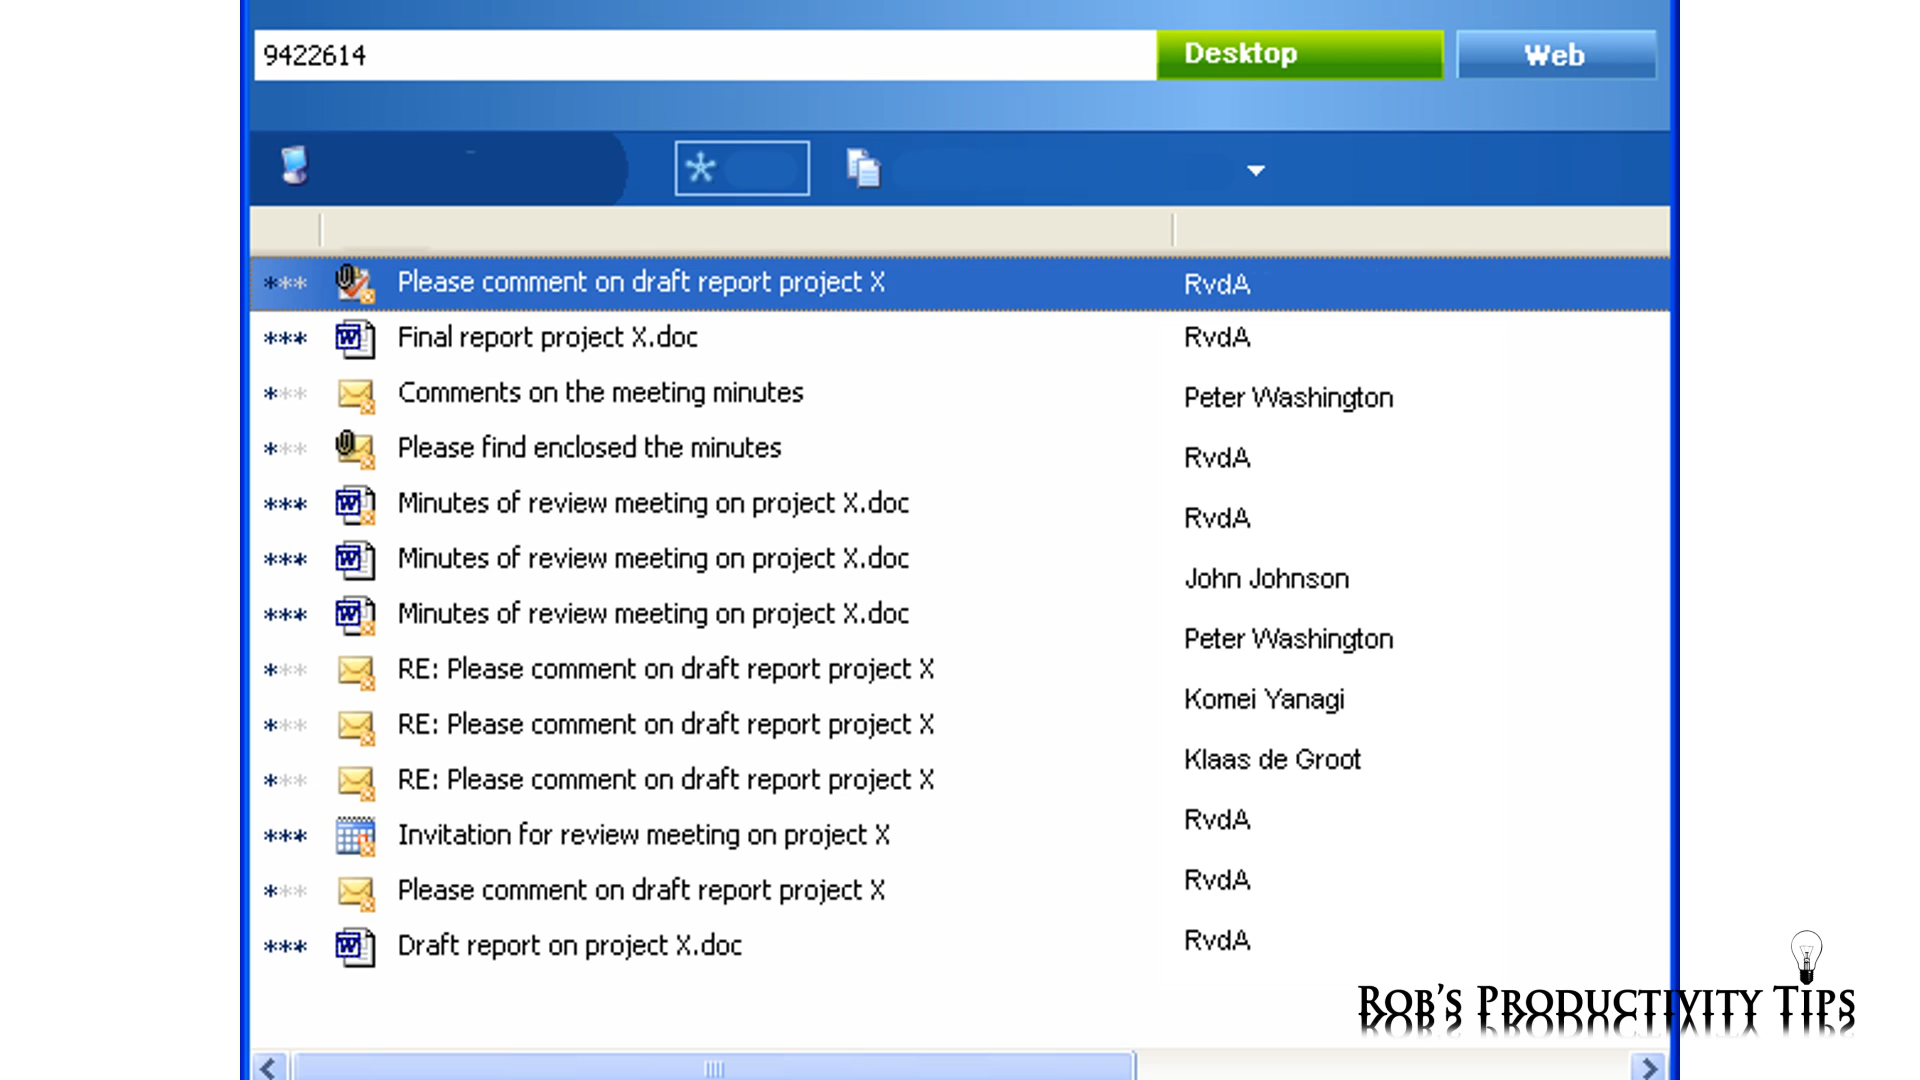 9422614 Desktop Web
*** Please comment on draft report project X RvdA
*** Final report project X.doc RvdA
*** Comments on the meeting minutes Peter Washington
*** Please find enclosed the minutes RvdA
*** Minutes of review meeting on project X.doc RvdA
*** Minutes of review meeting on project X.doc John Johnson
*** Minutes of review meeting on project X.doc Peter Washington
*** RE: Please comment on draft report project X Komei Yanagi
*** RE: Please comment on draft report project X Klaas de Groot
*** RE: Please comment on draft report project X RvdA
*** Invitation for review meeting on project X RvdA
*** Please comment on draft report project X RvdA
*** Draft report on project X.doc
Rob's Productivity Tips